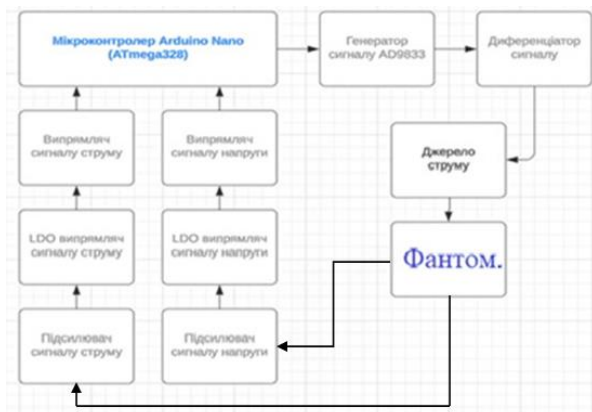 Мікроконтролер Arduino Nano
(ATmega328)
Генератор
сигналу AD9833
Диференціатор
сигналу
Випрямляч
сигналу струму
Випрямляч
сигналу напруги
Джерело
струму
LDO випрямляч
сигналу струму
LDO випрямляч
сигналу напруги
Фантом.
Підсилювач
сигналу струму
Підсилювач
сигналу напруги